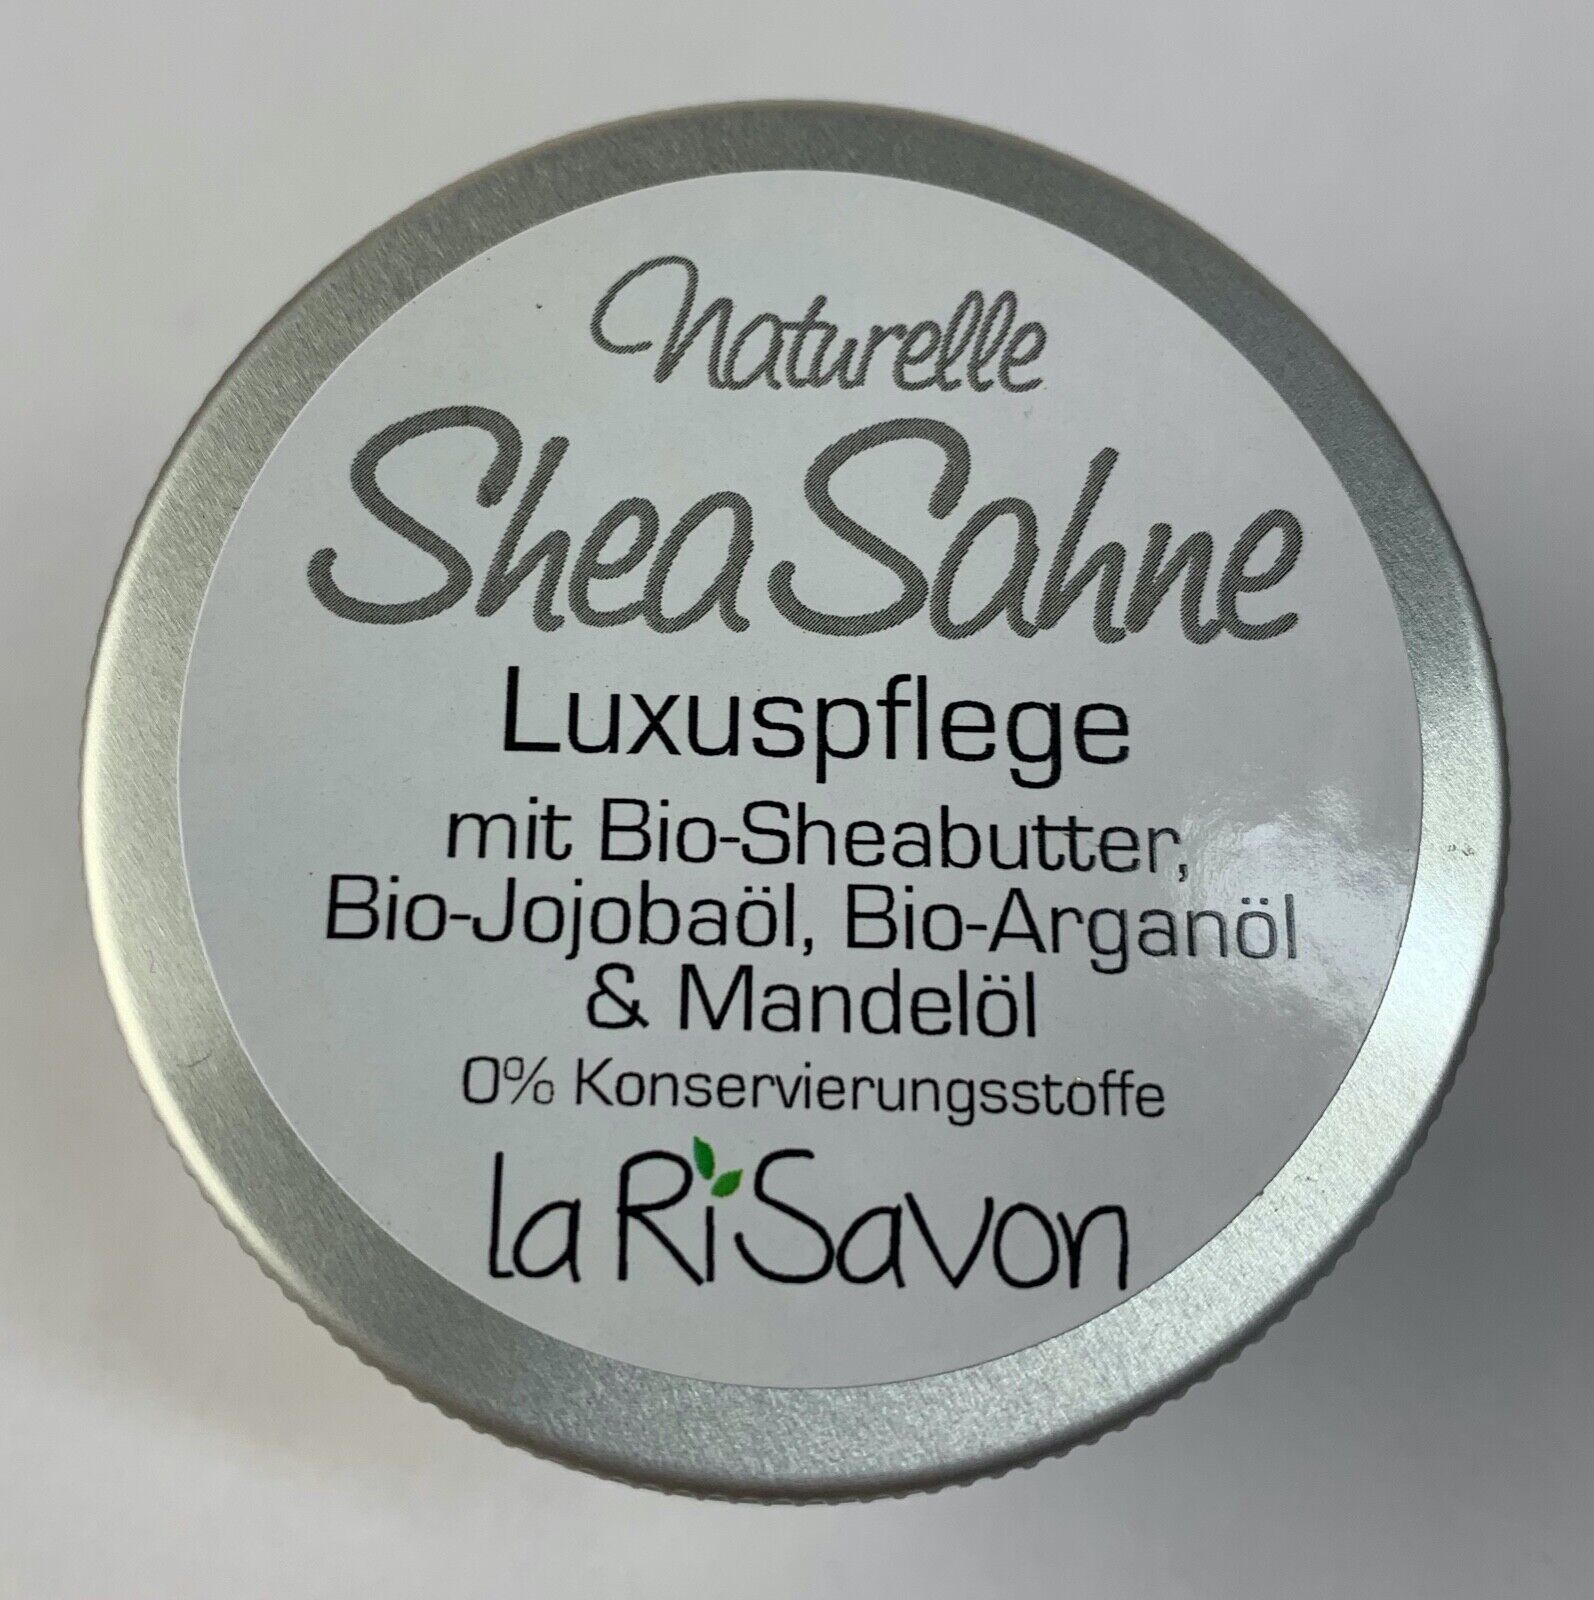 Naturelle
Shea Sahne
Luxuspflege
mit Bio-Sheabutter,
Bio-Jojobaöl, Bio-Arganöl
& Mandelöl
0% Konservierungsstoffe
la RiSavon